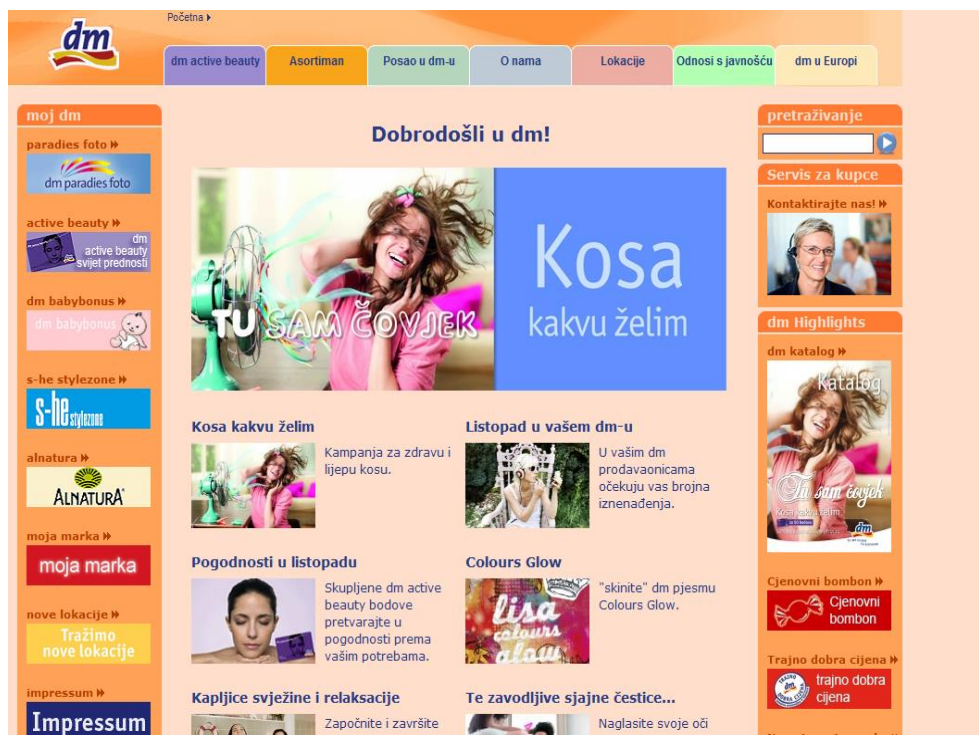 dm
Početna
dm active beauty
Asortiman
Posao u dm-u
O nama
Lokacije
Odnosi s javnošću
dm u Europi
moj dm
paradies foto
dm paradies foto
active beauty
dm
active beauty
svijet prednosti
dm babybonus
dm babybonus
s-he stylezone
s-he stylezone
alnatura
ALNATURA
moja marka
moja marka
nove lokacije
Tražimo
nove lokacije
impressum
Impressum
Dobrodošli u dm!
TU SAM ČOVJEK
Kosa
kakvu želim
Kosa kakvu želim
Kampanja za zdravu i
lijepu kosu.
Listopad u vašem dm-u
U vašim dm
prodavaonicama
očekuju vas brojna
iznenađenja.
Pogodnosti u listopadu
Skupljene dm active
beauty bodove
pretvarajte u
pogodnosti prema
vašim potrebama.
Colours Glow
lisa
colours
glow
"skinite" dm pjesmu
Colours Glow.
Kapljice svježine i relaksacije
Započnite i završite
Te zavodljive sjajne čestice...
Naglasite svoje oči
pretraživanje
Servis za kupce
Kontaktirajte nas!
dm Highlights
dm katalog
Katalog
Tu sam čovjek
Kosa kakvu želim
dm
Cjenovni bombon
Cjenovni
bombon
Trajno dobra cijena
TRAJNO
dm
DOBRA CIJENA
trajno dobra
cijena